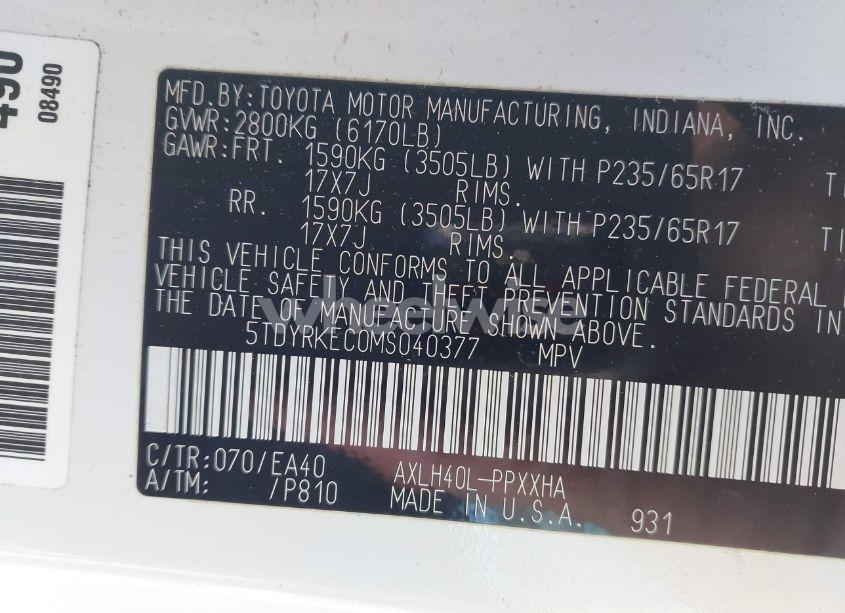 490
08490
MFD.BY:TOYOTA MOTOR MANUFACTURING, INDIANA, INC.
GVWR:2800KG (6170LB)
GAWR:FRT. 1590KG (3505LB) WITH P235/65R17 TI
17X7J RIMS.
RR. 1590KG (3505LB) WITH P235/65R17 TI
17X7J RIMS.
THIS VEHICLE CONFORMS TO ALL APPLICABLE FEDERAL
VEHICLE SAFETY AND THEFT PREVENTION STANDARDS IN
THE DATE OF MANUFACTURE SHOWN ABOVE.
wheelwise
5TDYRKEC0MS040377 MPV
C/TR:070/EA40 AXLH40L-PPXXHA
A/TM: /P810 MADE IN U.S.A. 931